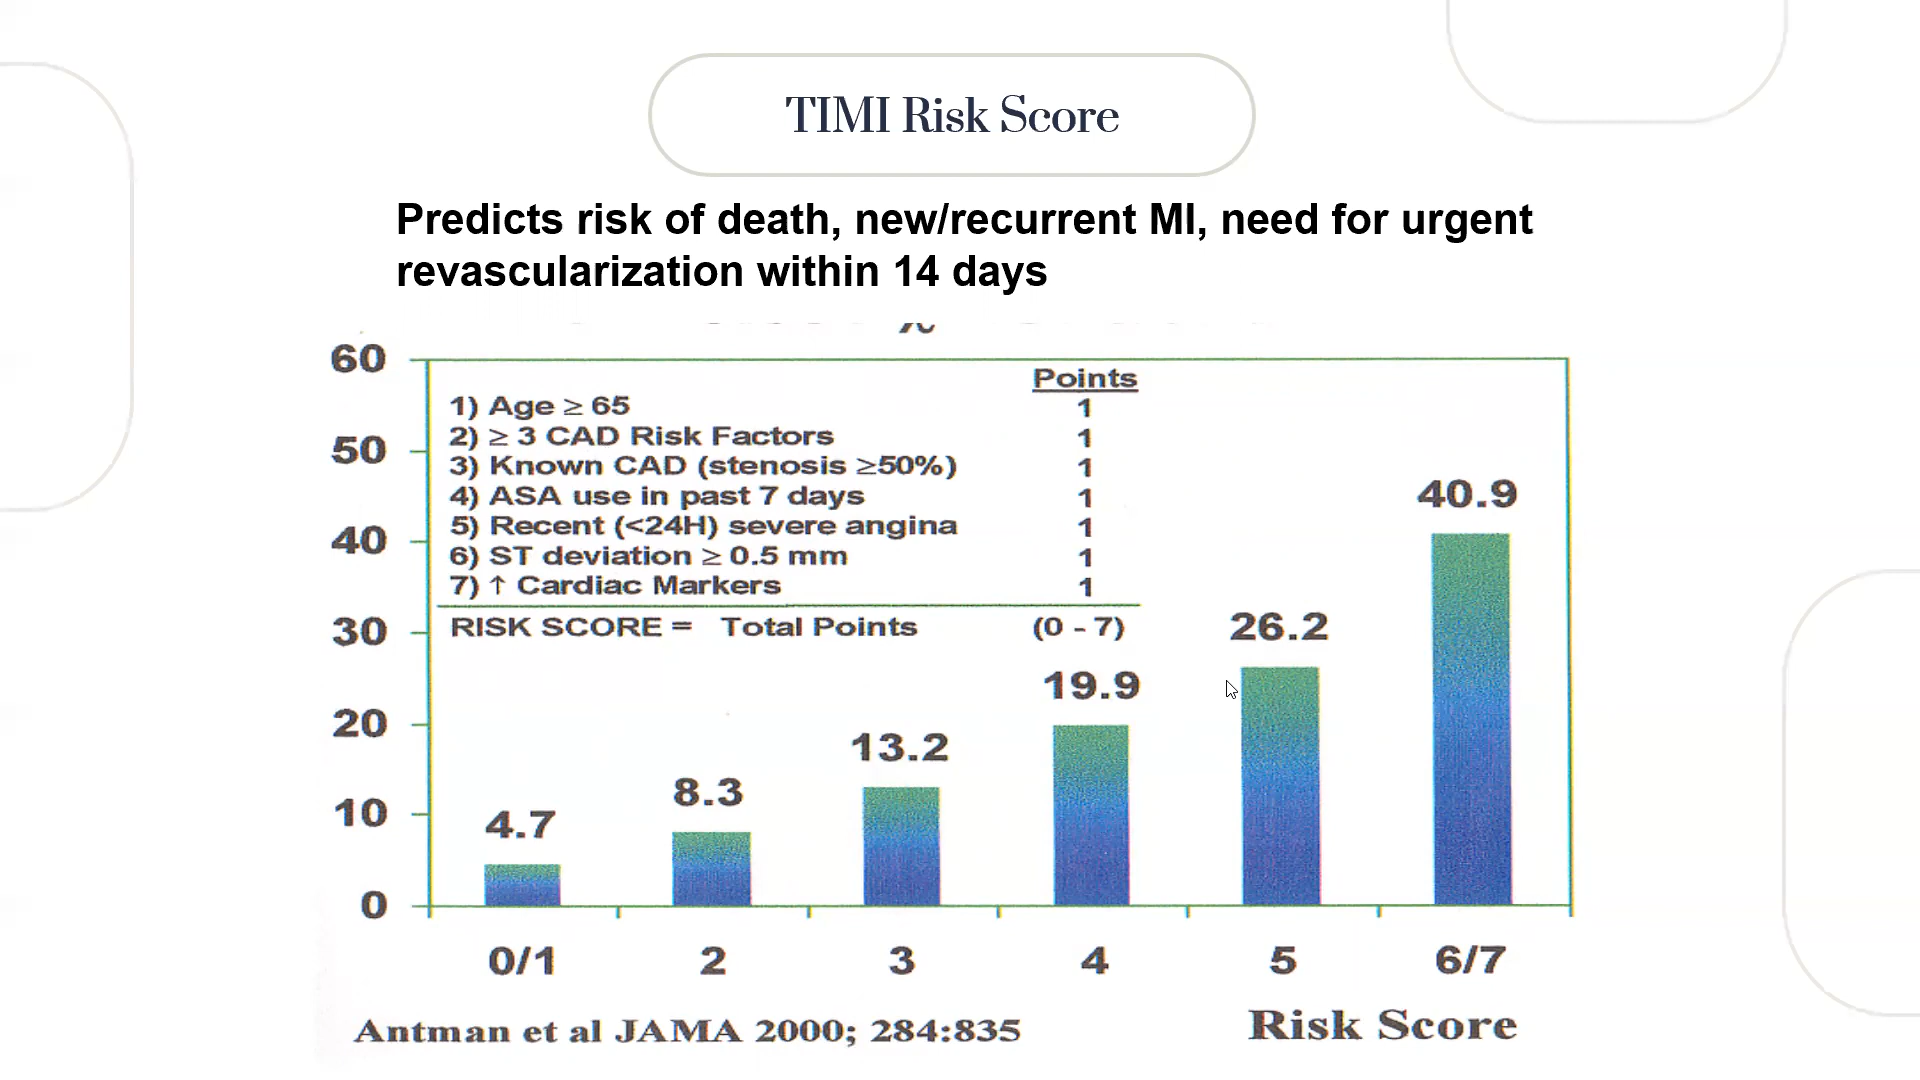 TIMI Risk Score
Predicts risk of death, new/recurrent MI, need for urgent
revascularization within 14 days
%
60
50
40
30
20
10
0
Points
1) Age ≥ 65 1
2) ≥ 3 CAD Risk Factors 1
3) Known CAD (stenosis ≥50%) 1
4) ASA use in past 7 days 1
5) Recent (<24H) severe angina 1
6) ST deviation ≥ 0.5 mm 1
7) ↑ Cardiac Markers 1
RISK SCORE = Total Points (0 - 7)
4.7
8.3
13.2
19.9
26.2
40.9
0/1 2 3 4 5 6/7
Antman et al JAMA 2000; 284:835
Risk Score